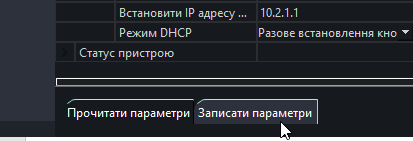 Встановити IP адресу ... 10.2.1.1
Режим DHCP Разове встановлення кно
Статус пристрою
Прочитати параметри Записати параметри